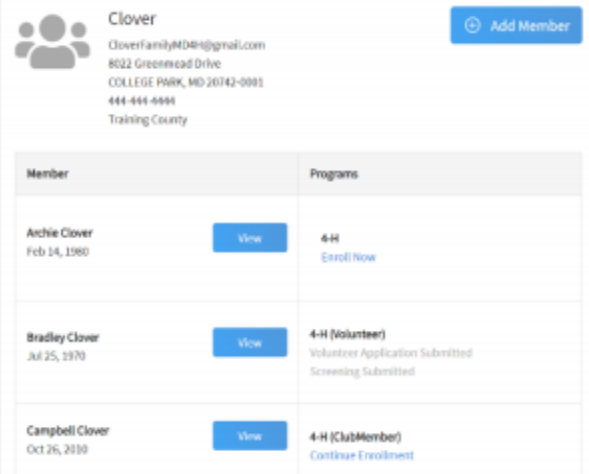 Clover
Add Member
CloverFamilyMD4H@gmail.com
8022 Greenmead Drive
COLLEGE PARK, MD 20742-0001
444-444-4444
Training County
Member
Programs
Archie Clover
Feb 14, 1980
View
4-H
Enroll Now
Bradley Clover
Jul 25, 1970
View
4-H (Volunteer)
Volunteer Application Submitted
Screening Submitted
Campbell Clover
Oct 26, 2010
View
4-H (ClubMember)
Continue Enrollment